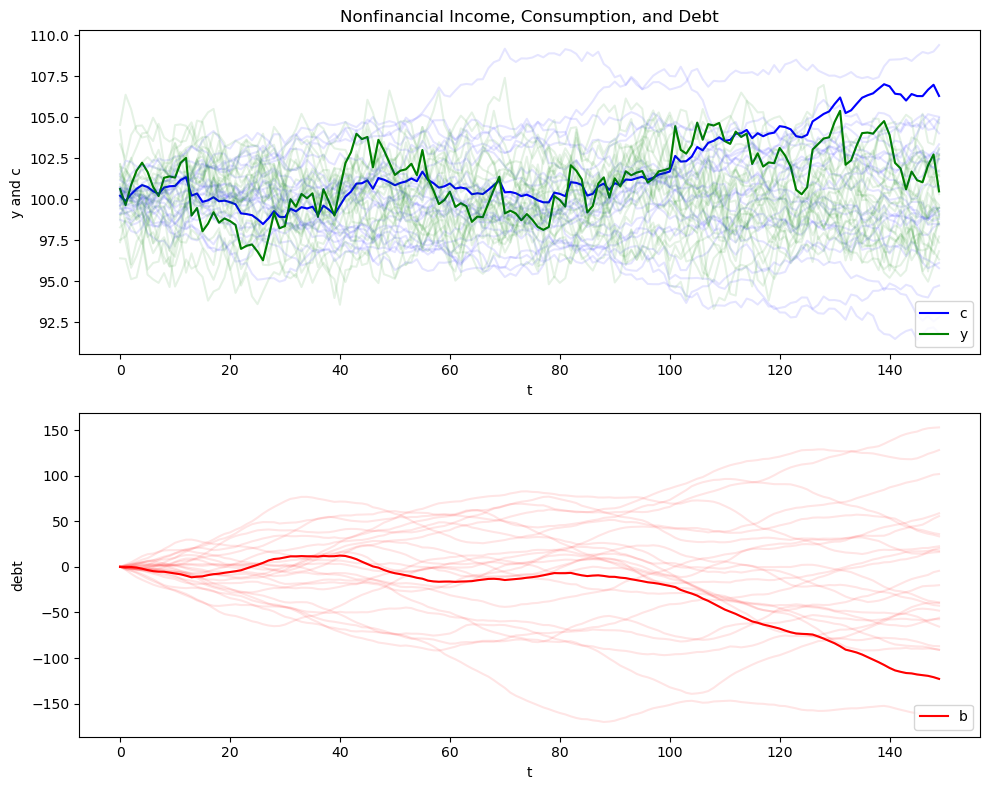 Nonfinancial Income, Consumption, and Debt
110.0
107.5
105.0
102.5
100.0
97.5
95.0
92.5
y and c
c
y
0 20 40 60 80 100 120 140
t
150
100
50
0
−50
−100
−150
debt
b
0 20 40 60 80 100 120 140
t